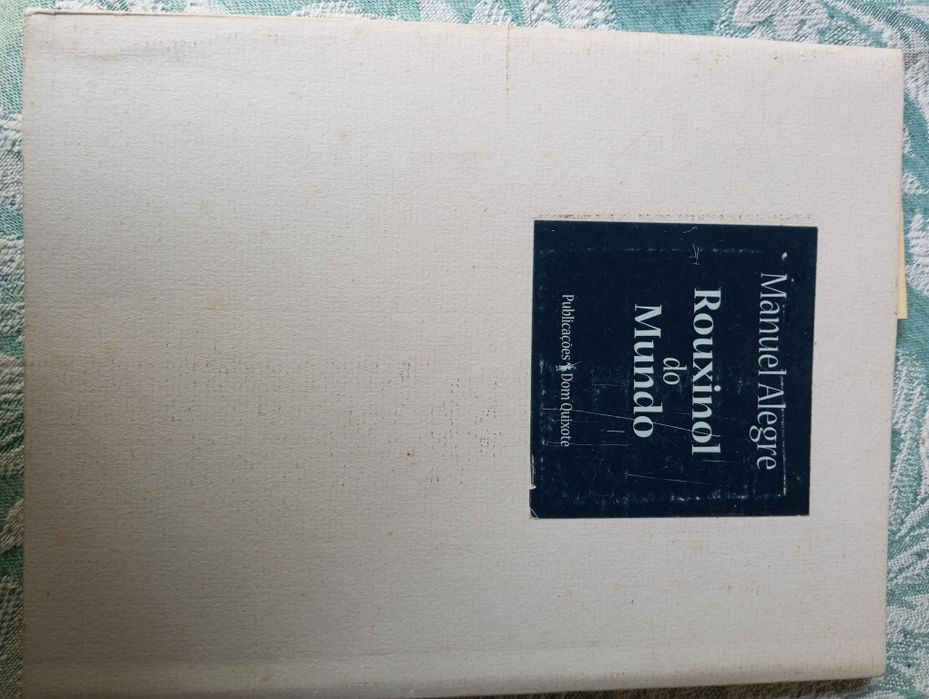 Manuel Alegre
Rouxinol
do
Mundo
Publicações Dom Quixote